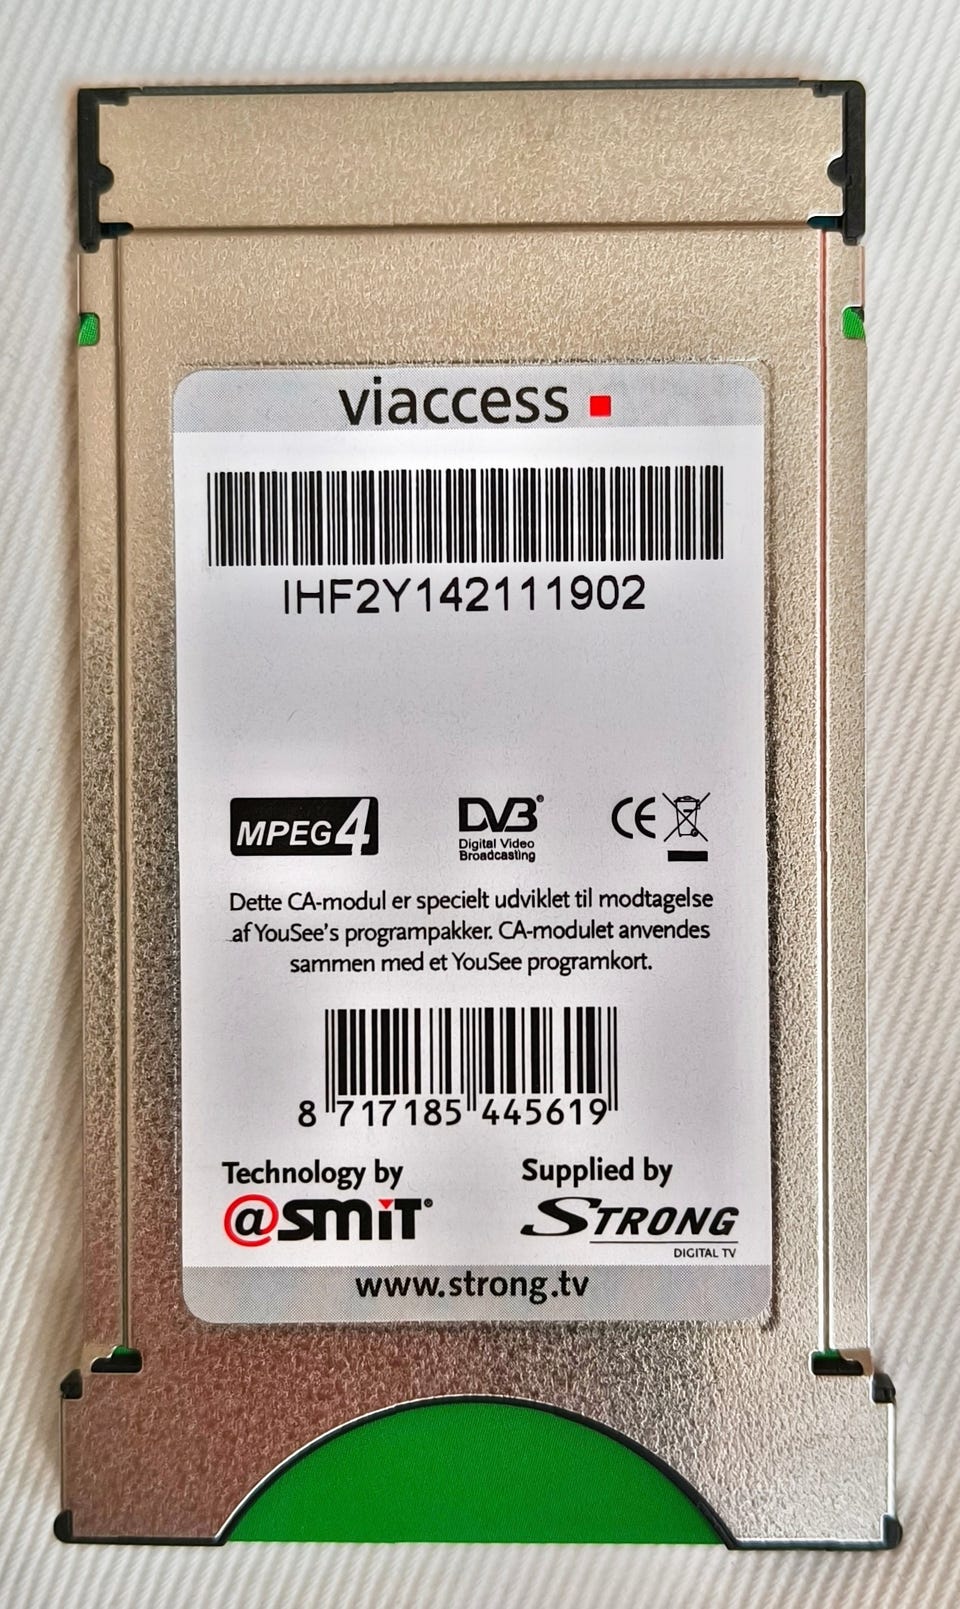 viaccess
IHF2Y142111902
MPEG4
DVB®
Digital Video
Broadcasting
CE
Dette CA-modul er specielt udviklet til modtagelse
af YouSee's programpakker. CA-modulet anvendes
sammen med et YouSee programkort.
8 717185 445619
Technology by
@SMiT®
Supplied by
STRONG
DIGITAL TV
www.strong.tv